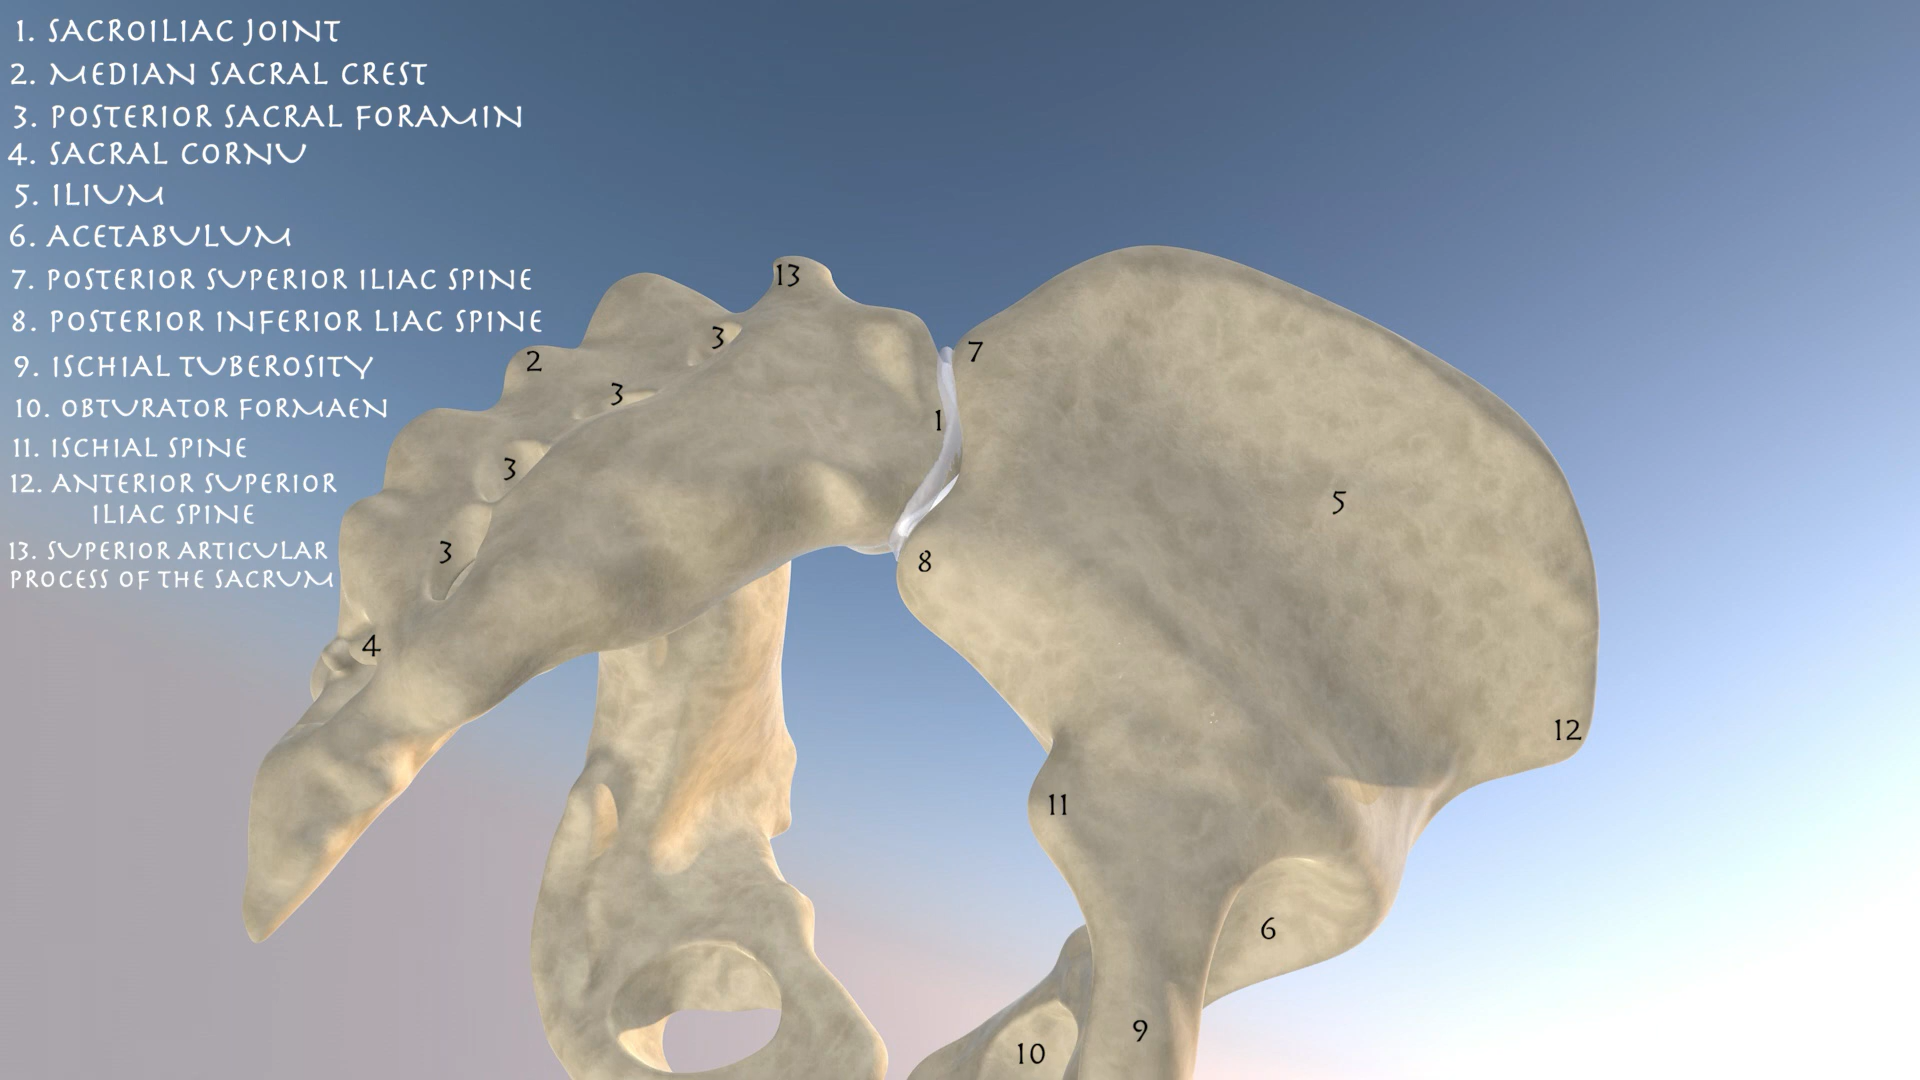 1. SACROILIAC JOINT
2. MEDIAN SACRAL CREST
3. POSTERIOR SACRAL FORAMIN
4. SACRAL CORNU
5. ILIUM
6. ACETABULUM
7. POSTERIOR SUPERIOR ILIAC SPINE
8. POSTERIOR INFERIOR LIAC SPINE
9. ISCHIAL TUBEROSITY
10. OBTURATOR FORMAEN
11. ISCHIAL SPINE
12. ANTERIOR SUPERIOR
ILIAC SPINE
13. SUPERIOR ARTICULAR
PROCESS OF THE SACRUM
13
3
7
2
3
1
3
5
3
8
4
12
11
6
9
10